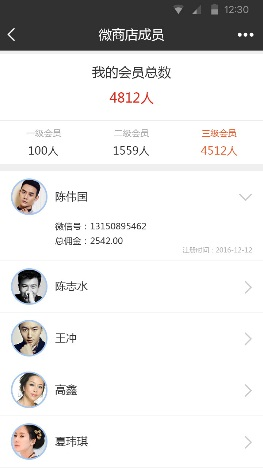 12:30
微商店成员
我的会员总数
4812人
一级会员 二级会员 三级会员
100人 1559人 4512人
陈伟国
微信号：13150895462
总佣金：2542.00
注册时间：2016-12-12
陈志水
王冲
高鑫
夏玮琪